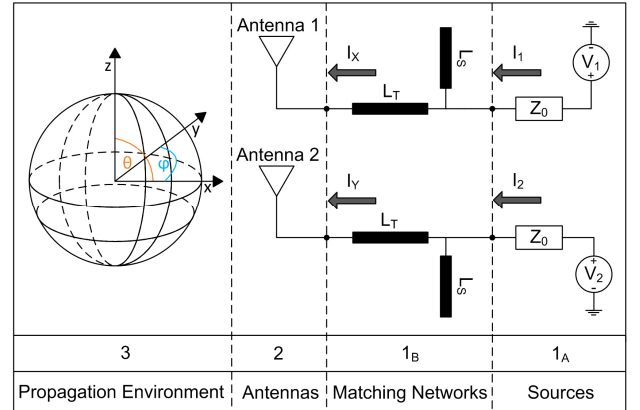 Antenna 1
z
y
x
θ
φ
I_X
L_T
L_S
I_1
Z_0
-
V_1
+
Antenna 2
I_Y
L_T
L_S
I_2
Z_0
+
V_2
-
3
2
1_B
1_A
Propagation Environment
Antennas
Matching Networks
Sources